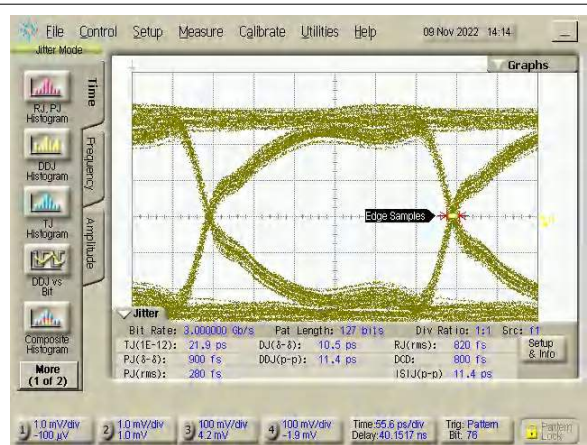 File Control Setup Measure Calibrate Utilities Help 09 Nov 2022 14:14
Jitter Mode
Graphs
RJ, PJ
Histogram
DDJ
Histogram
TJ
Histogram
DDJ vs
Bit
Composite
Histogram
More
(1 of 2)
Time
Frequency
Amplitude
Edge Samples
Jitter
Bit Rate: 3.000000 Gb/s Pat Length: 127 bits Div Ratio: 1:1 Src: 11
TJ(1E-12): 21.9 ps DJ(δ-δ): 10.5 ps RJ(rms): 820 fs
PJ(δ-δ): 900 fs DDJ(p-p): 11.4 ps DCD: 800 fs
PJ(rms): 280 fs ISI(p-p) 11.4 ps
Setup
& Info
1) 1.0 mV/div
-100 μV
2) 1.0 mV/div
1.0 mV
3) 100 mV/div
4.2 mV
4) 100 mV/div
-1.9 mV
Time:55.6 ps/div
Delay:40.1517 ns
Trig: Pattern
Bit: 76
Pattern
Lock